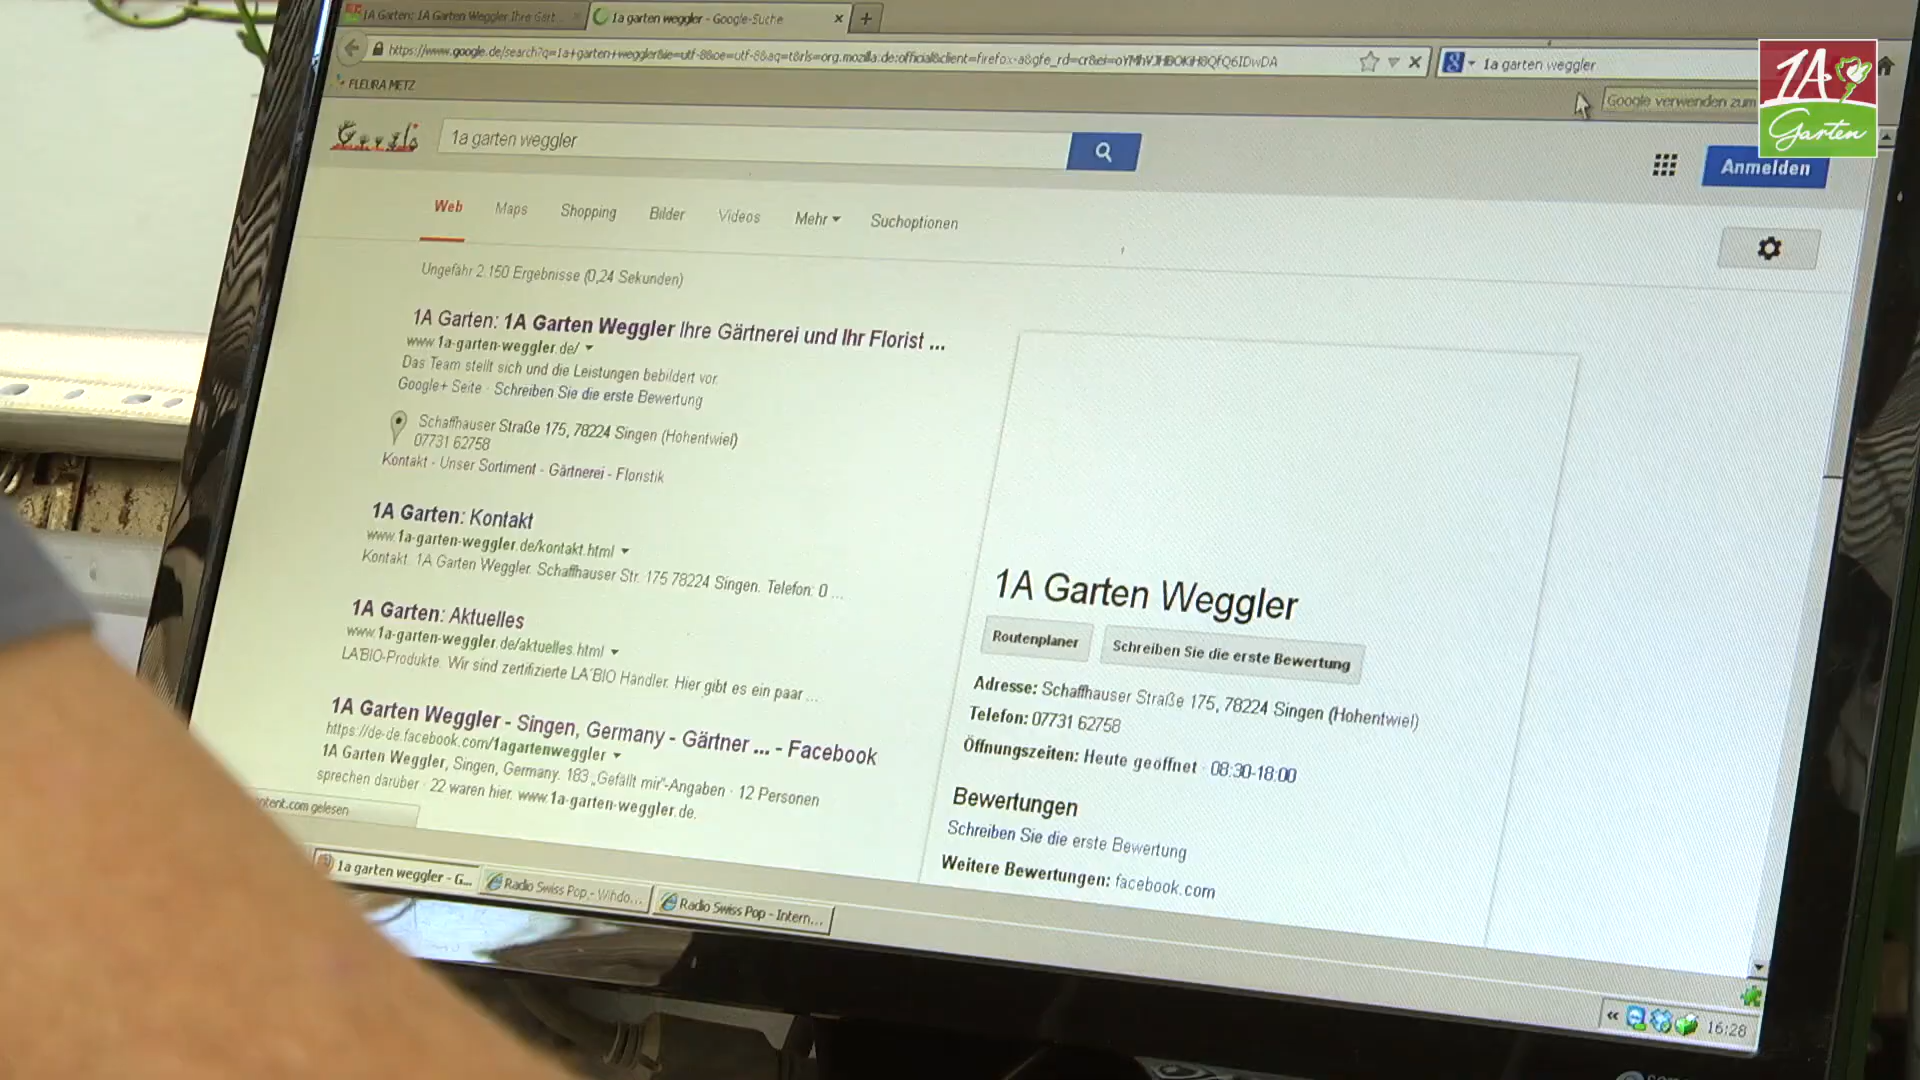 1A Garten: 1A Garten Weggler Ihre Gärt...
1a garten weggler - Google-Suche
1a garten weggler
FLEURA METZ
Google verwenden zum
1A
Garten
1a garten weggler
Anmelden
Web Maps Shopping Bilder Videos Mehr Suchoptionen
Ungefähr 2.150 Ergebnisse (0,24 Sekunden)
1A Garten: 1A Garten Weggler Ihre Gärtnerei und Ihr Florist ...
www.1a-garten-weggler.de/
Das Team stellt sich und die Leistungen bebildert vor.
Google+ Seite · Schreiben Sie die erste Bewertung
Schaffhauser Straße 175, 78224 Singen (Hohentwiel)
07731 62758
Kontakt - Unser Sortiment - Gärtnerei - Floristik
1A Garten: Kontakt
www.1a-garten-weggler.de/kontakt.html
Kontakt. 1A Garten Weggler. Schaffhauser Str. 175 78224 Singen. Telefon: 0 ...
1A Garten: Aktuelles
www.1a-garten-weggler.de/aktuelles.html
LA'BIO-Produkte. Wir sind zertifizierte LA'BIO Händler. Hier gibt es ein paar ...
1A Garten Weggler - Singen, Germany - Gärtner ... - Facebook
https://de-de.facebook.com/1agartenweggler
1A Garten Weggler, Singen, Germany. 183 „Gefällt mir"-Angaben · 12 Personen
sprechen darüber · 22 waren hier. www.1a-garten-weggler.de.
1A Garten Weggler
Routenplaner
Schreiben Sie die erste Bewertung
Adresse: Schaffhauser Straße 175, 78224 Singen (Hohentwiel)
Telefon: 07731 62758
Öffnungszeiten: Heute geöffnet · 08:30-18:00
Bewertungen
Schreiben Sie die erste Bewertung
Weitere Bewertungen: facebook.com
ntent.com gelesen
1a garten weggler - G...
Radio Swiss Pop - Windo...
Radio Swiss Pop - Intern...
16:28